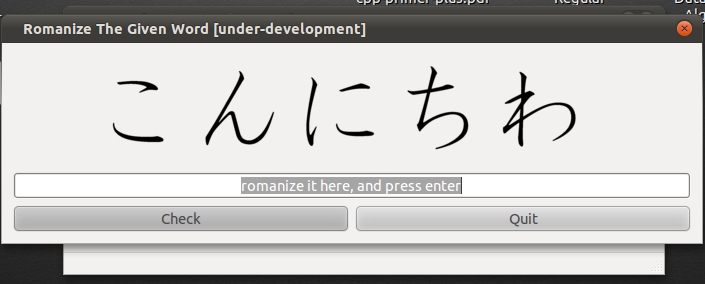 cpp primer plus.pdf
Regular
Data
Romanize The Given Word [under-development]
こんにちわ
romanize it here, and press enter
Check
Quit